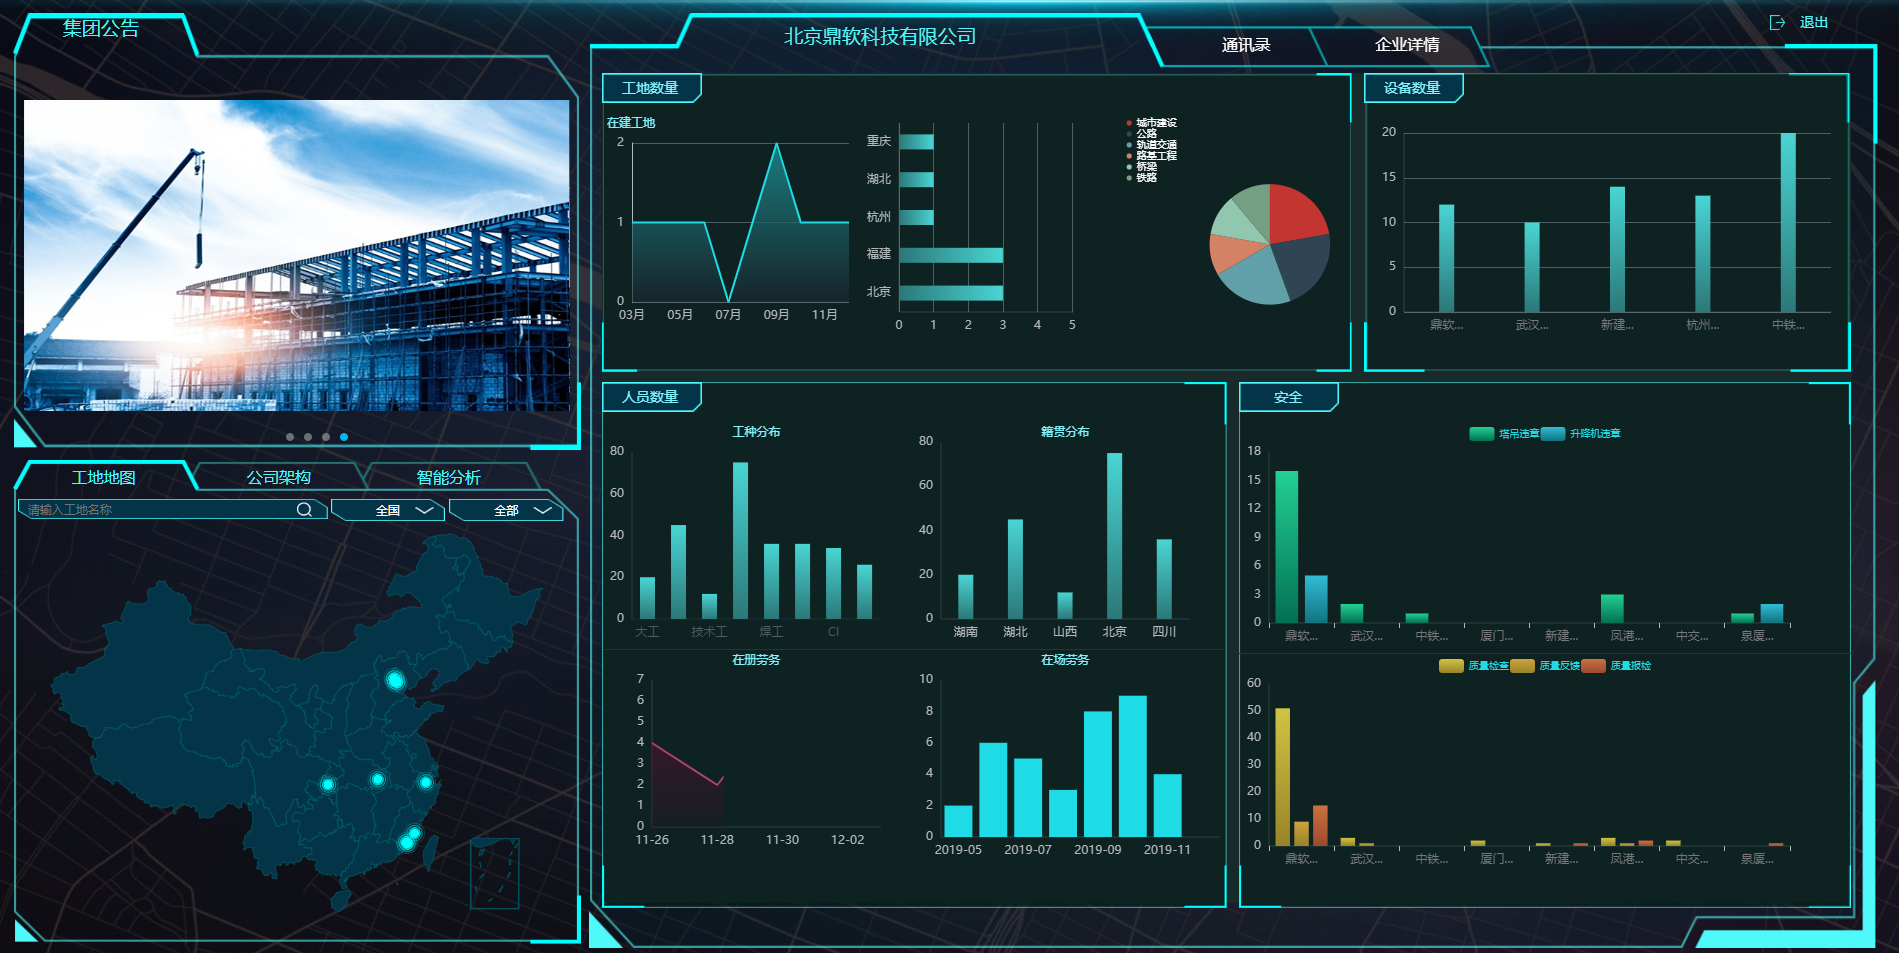 集团公告
北京鼎软科技有限公司
通讯录
企业详情
退出
工地数量
在建工地
2
1
0
03月 05月 07月 09月 11月
重庆
湖北
杭州
福建
北京
0 1 2 3 4 5
城市建设
公路
轨道交通
路基工程
桥梁
铁路
设备数量
20
15
10
5
0
鼎软... 武汉... 新建... 杭州... 中铁...
工地地图
公司架构
智能分析
请输入工地名称
全国
全部
人员数量
工种分布
80
60
40
20
0
大工 技术工 焊工 CI
籍贯分布
80
60
40
20
0
湖南 湖北 山西 北京 四川
在册劳务
7
6
5
4
3
2
1
0
11-26 11-28 11-30 12-02
在场劳务
10
8
6
4
2
0
2019-05 2019-07 2019-09 2019-11
安全
塔吊违章 升降机违章
18
15
12
9
6
3
0
鼎软... 武汉... 中铁... 厦门... 新建... 凤港... 中交... 泉厦...
质量检查 质量反馈 质量报检
60
50
40
30
20
10
0
鼎软... 武汉... 中铁... 厦门... 新建... 凤港... 中交... 泉厦...